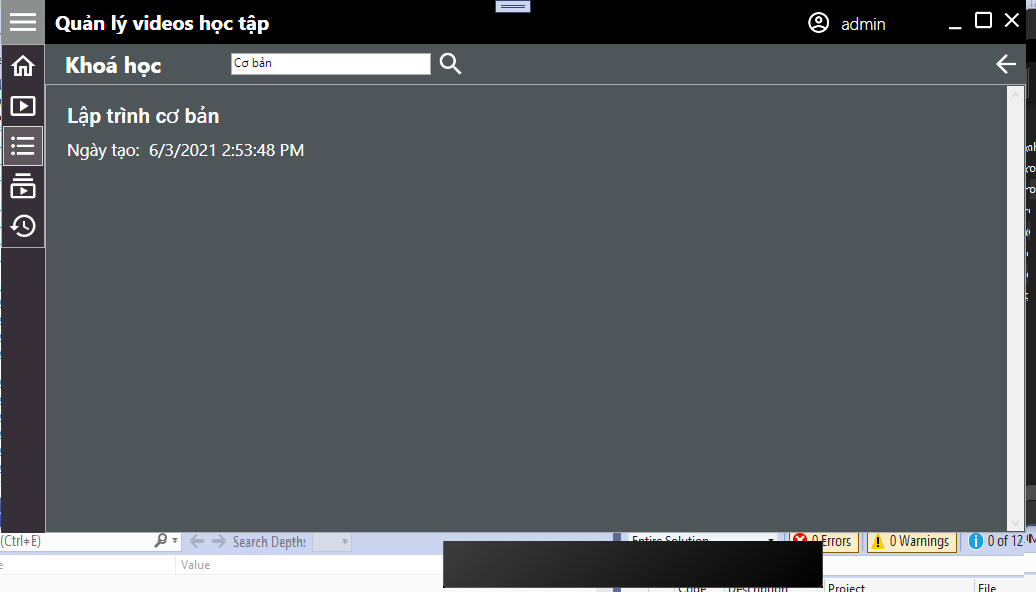 Quản lý videos học tập
admin
Khoá học
Cơ bản
Lập trình cơ bản
Ngày tạo: 6/3/2021 2:53:48 PM
(Ctrl+E)
Search Depth:
Entire Solution
0 Errors
0 Warnings
0 of 12
Value
Code
Description
Project
File